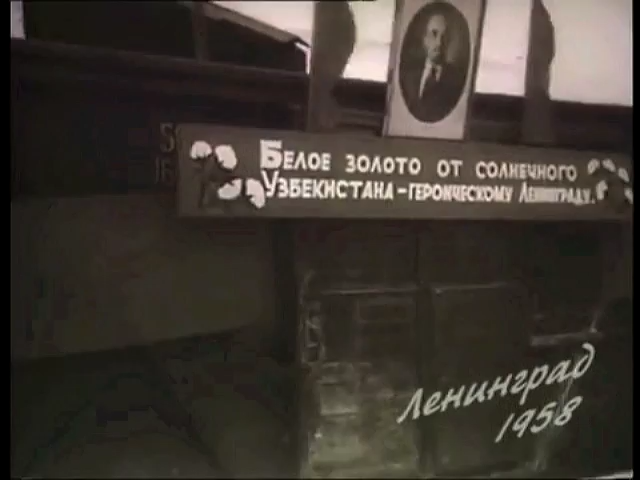 Белое золото от солнечного
Узбекистана-героическому Ленинграду.
Ленинград
1958